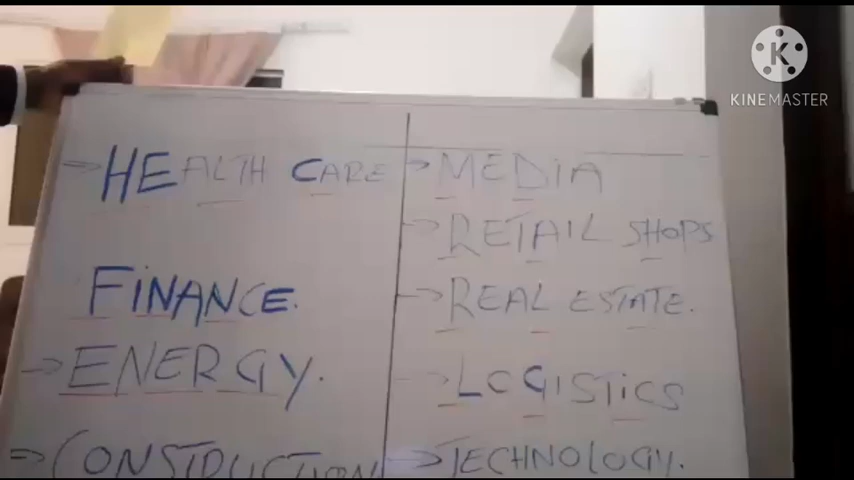 K
KINEMASTER
→ HEALTH CARE
FINANCE.
→ ENERGY.
→ CONSTRUCTION
→ MEDIA
→ RETAIL SHOPS
→ REAL ESTATE.
→ LOGISTICS
→ TECHNOLOGY.